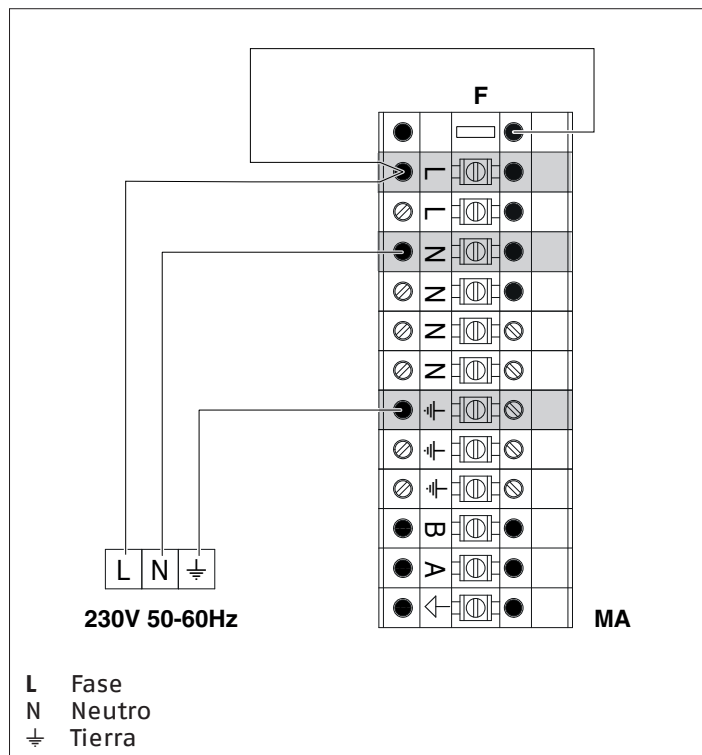 F
L
L
N
N
N
N
⏚
⏚
⏚
B
A
L N ⏚
230V 50-60Hz
MA
L Fase
N Neutro
⏚ Tierra